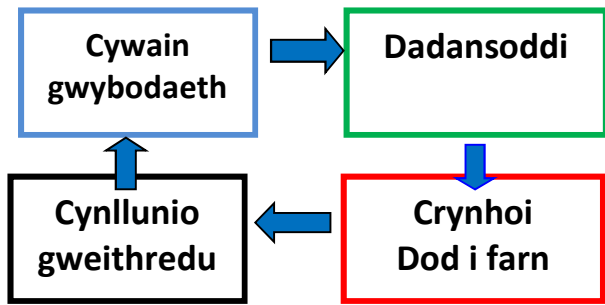 Cywain
gwybodaeth
Dadansoddi
Crynhoi
Dod i farn
Cynllunio
gweithredu